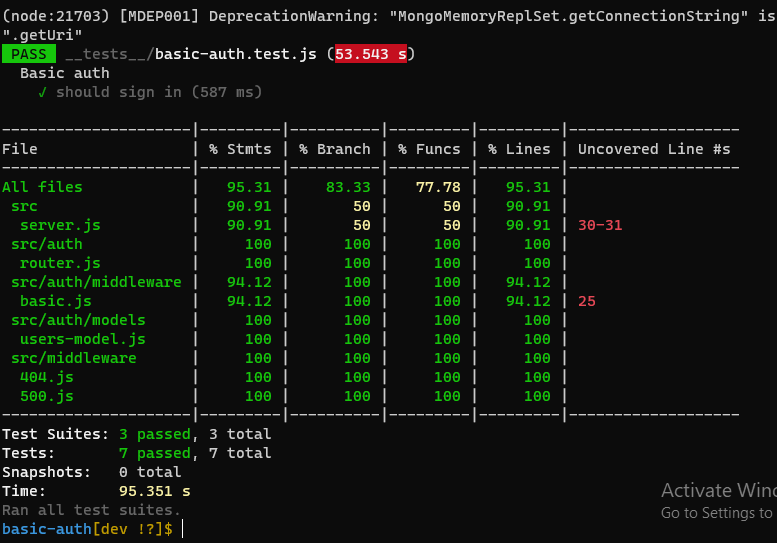 (node:21703) [MDEP001] DeprecationWarning: "MongoMemoryReplSet.getConnectionString" is
".getUri"
PASS __tests__/basic-auth.test.js (53.543 s)
Basic auth
√ should sign in (587 ms)
---------------------|---------|----------|---------|---------|-------------------
File                 | % Stmts | % Branch | % Funcs | % Lines | Uncovered Line #s
---------------------|---------|----------|---------|---------|-------------------
All files            |   95.31 |    83.33 |   77.78 |   95.31 |
 src                 |   90.91 |       50 |      50 |   90.91 |
  server.js          |   90.91 |       50 |      50 |   90.91 | 30-31
 src/auth            |     100 |      100 |     100 |     100 |
  router.js          |     100 |      100 |     100 |     100 |
 src/auth/middleware |   94.12 |      100 |     100 |   94.12 |
  basic.js           |   94.12 |      100 |     100 |   94.12 | 25
 src/auth/models     |     100 |      100 |     100 |     100 |
  users-model.js     |     100 |      100 |     100 |     100 |
 src/middleware      |     100 |      100 |     100 |     100 |
  404.js             |     100 |      100 |     100 |     100 |
  500.js             |     100 |      100 |     100 |     100 |
---------------------|---------|----------|---------|---------|-------------------
Test Suites: 3 passed, 3 total
Tests:       7 passed, 7 total
Snapshots:   0 total
Time:        95.351 s
Ran all test suites.
basic-auth[dev !?]$
Activate Wind
Go to Settings to